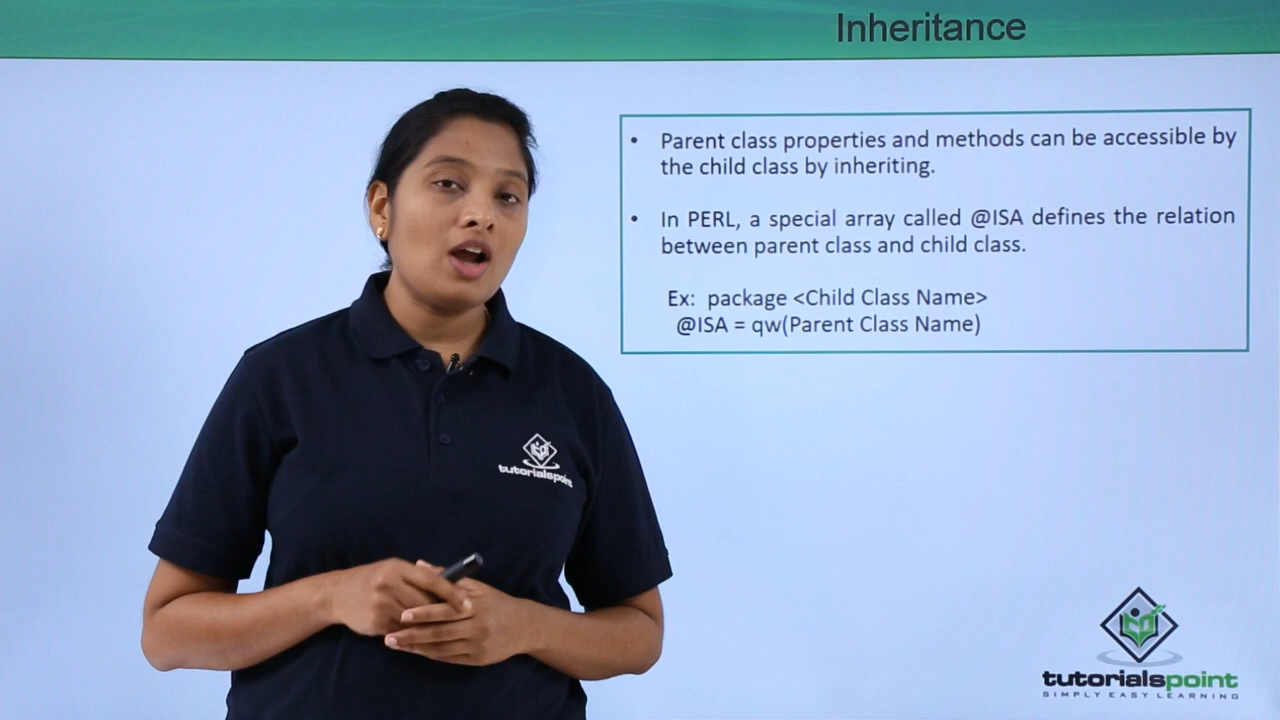 Inheritance
• Parent class properties and methods can be accessible by
the child class by inheriting.
• In PERL, a special array called @ISA defines the relation
between parent class and child class.
Ex: package <Child Class Name>
@ISA = qw(Parent Class Name)
tutorialspoint
tutorialspoint
SIMPLY EASY LEARNING